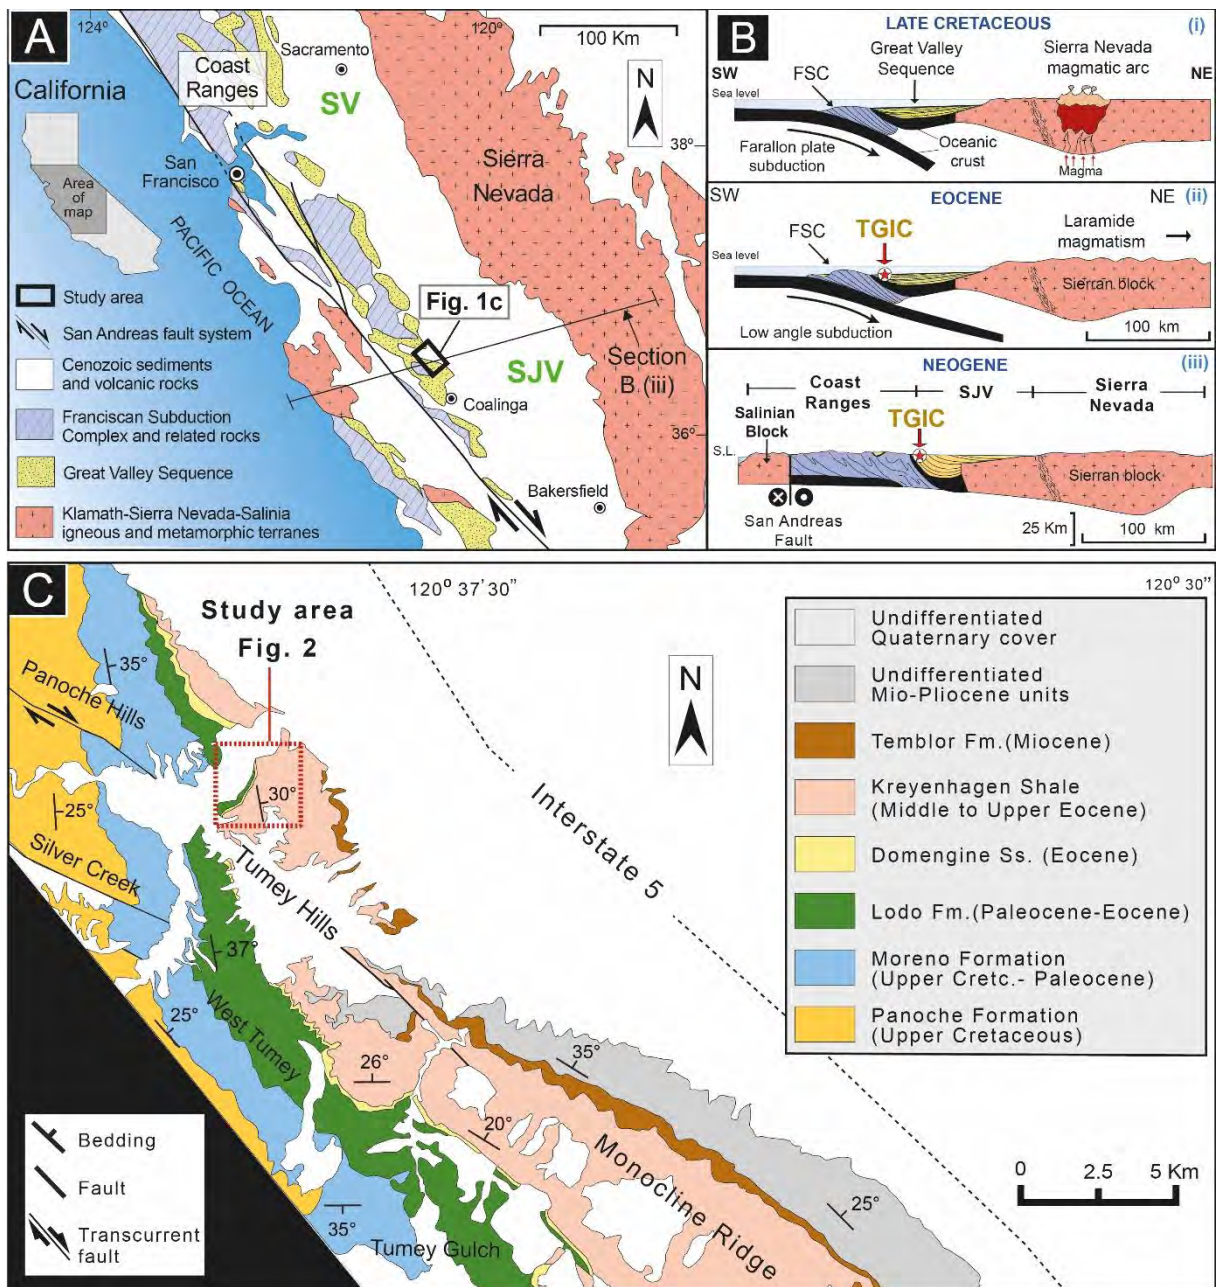 A
124º
120º
Sacramento
100 Km
Coast
Ranges
SV
N
California
38º
San
Francisco
Sierra
Nevada
Area
of
map
PACIFIC OCEAN
Study area
Fig. 1c
San Andreas fault system
Cenozoic sediments
and volcanic rocks
SJV
Section
B (iii)
Franciscan Subduction
Complex and related rocks
Coalinga
36º
Great Valley Sequence
Bakersfield
Klamath-Sierra Nevada-Salinia
igneous and metamorphic terranes
B
LATE CRETACEOUS
(i)
Great Valley
Sequence
Sierra Nevada
magmatic arc
SW
FSC
NE
Sea level
Farallon plate
subduction
Oceanic
crust
Magma
SW
EOCENE
NE
(ii)
FSC
TGIC
Laramide
magmatism
Sea level
Sierran block
Low angle subduction
100 km
NEOGENE
(iii)
Coast
Ranges
SJV
Sierra
Nevada
Salinian
Block
TGIC
S.L.
Sierran block
San Andreas
Fault
25 Km
100 km
C
120º 37'30"
120º 30"
Study area
Fig. 2
N
35°
Panoche Hills
30°
25°
Silver Creek
Tumey Hills
Interstate 5
37°
West Tumey
25°
26°
35°
20°
Monocline Ridge
25°
35°
Tumey Gulch
Undifferentiated
Quaternary cover
Undifferentiated
Mio-Pliocene units
Temblor Fm.(Miocene)
Kreyenhagen Shale
(Middle to Upper Eocene)
Domengine Ss. (Eocene)
Lodo Fm.(Paleocene-Eocene)
Moreno Formation
(Upper Cretc.- Paleocene)
Panoche Formation
(Upper Cretaceous)
Bedding
Fault
Transcurrent
fault
0 2.5 5 Km